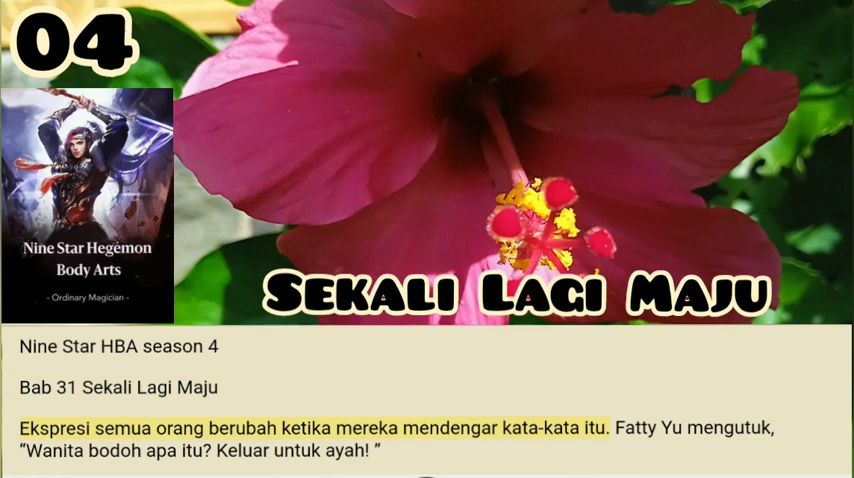 04
Nine Star Hegemon
Body Arts
- Ordinary Magician -
Sekali Lagi Maju
Nine Star HBA season 4
Bab 31 Sekali Lagi Maju
Ekspresi semua orang berubah ketika mereka mendengar kata-kata itu. Fatty Yu mengutuk,
“Wanita bodoh apa itu? Keluar untuk ayah! ”